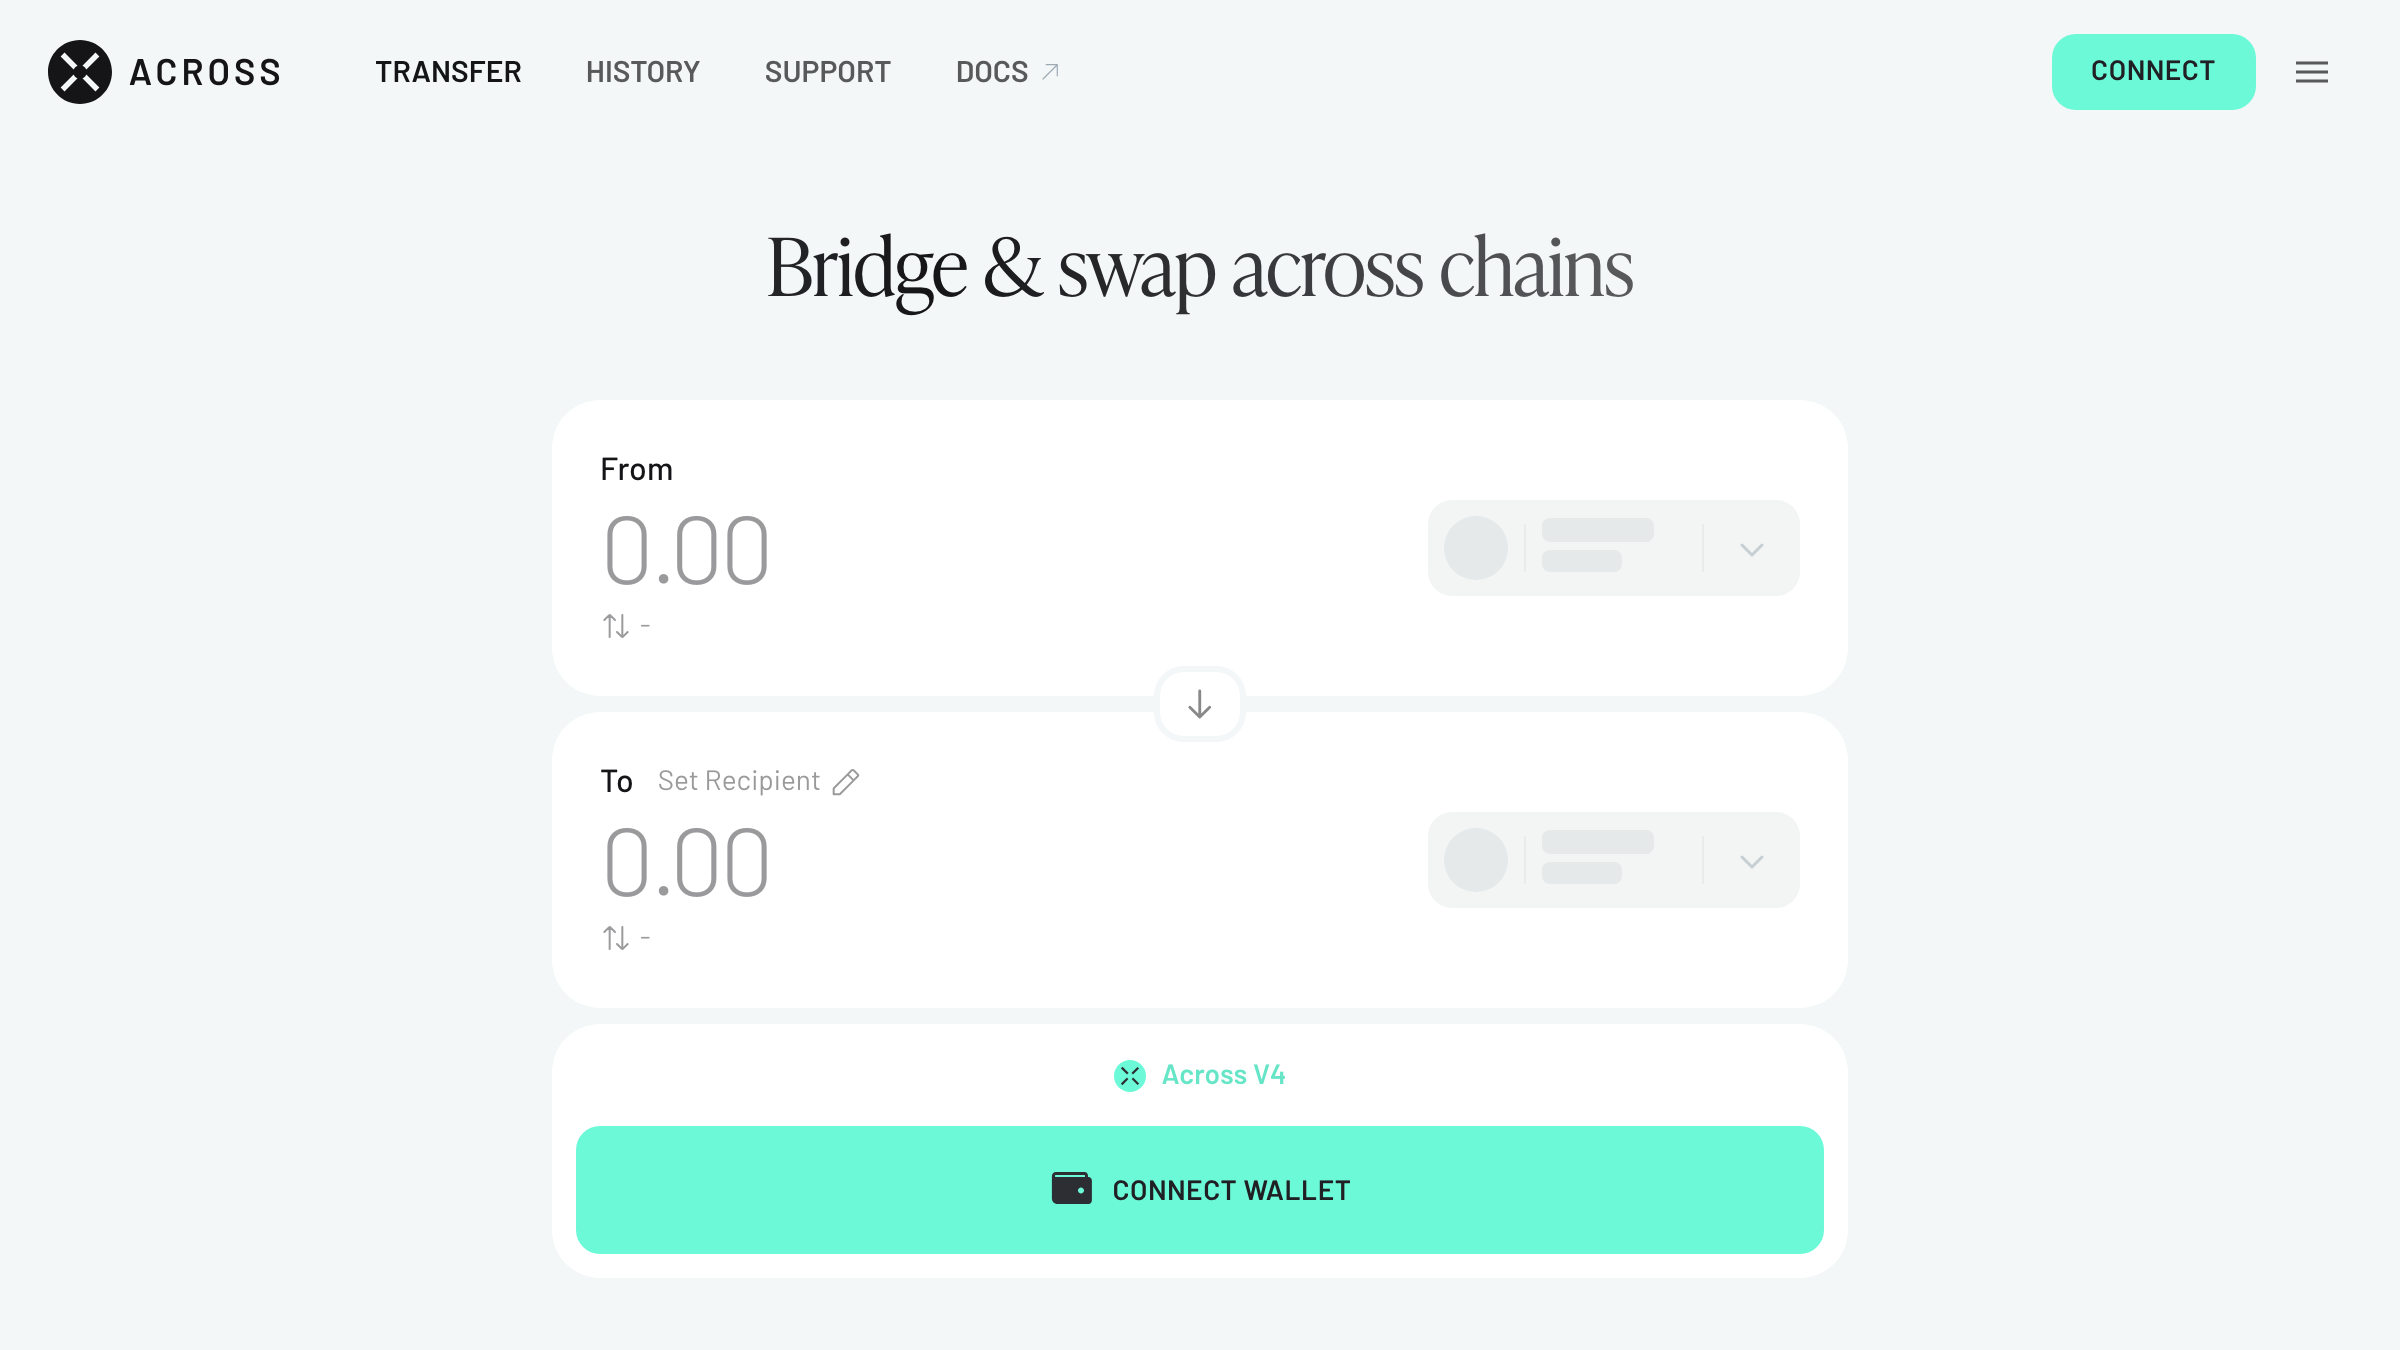 ACROSS TRANSFER HISTORY SUPPORT DOCS CONNECT
Bridge & swap across chains
From
0.00
-
To Set Recipient
0.00
-
Across V4
CONNECT WALLET